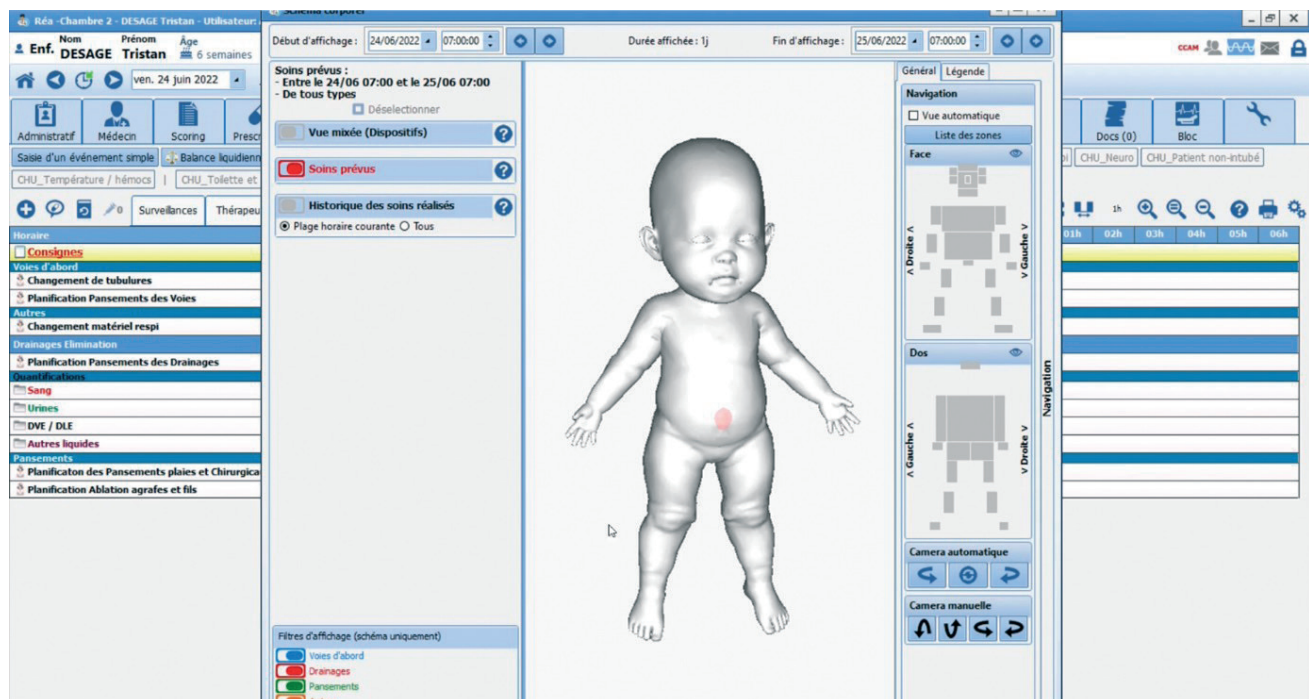 Réa -Chambre 2 - DESAGE Tristan - Utilisateur:
Schéma corporel
Enf.
Nom
DESAGE
Prénom
Tristan
Âge
6 semaines
ven. 24 juin 2022
Administratif
Médecin
Scoring
Prescr
Docs (0)
Bloc
Saisie d'un événement simple
Balance liquidienn
CHU_Neuro
CHU_Patient non-intubé
CHU_Température / hémocs
|
CHU_Toilette et
Surveillances
Thérapeu
1h
CCAM
Horaire
01h 02h 03h 04h 05h 06h
Consignes
Voies d'abord
Changement de tubulures
Planification Pansements des Voies
Autres
Changement matériel respi
Drainages Elimination
Planification Pansements des Drainages
Quantifications
Sang
Urines
DVE / DLE
Autres liquides
Pansements
Planificaton des Pansements plaies et Chirurgica
Planification Ablation agrafes et fils
Début d'affichage : 24/06/2022 07:00:00
Durée affichée : 1j
Fin d'affichage : 25/06/2022 07:00:00
Soins prévus :
- Entre le 24/06 07:00 et le 25/06 07:00
- De tous types
Déselectionner
Vue mixée (Dispositifs)
Soins prévus
Historique des soins réalisés
Plage horaire courante Tous
Filtres d'affichage (schéma uniquement)
Voies d'abord
Drainages
Pansements
Général Légende
Navigation
Vue automatique
Liste des zones
Face
< Droite <
> Gauche >
Dos
< Gauche <
> Droite >
Navigation
Camera automatique
Camera manuelle